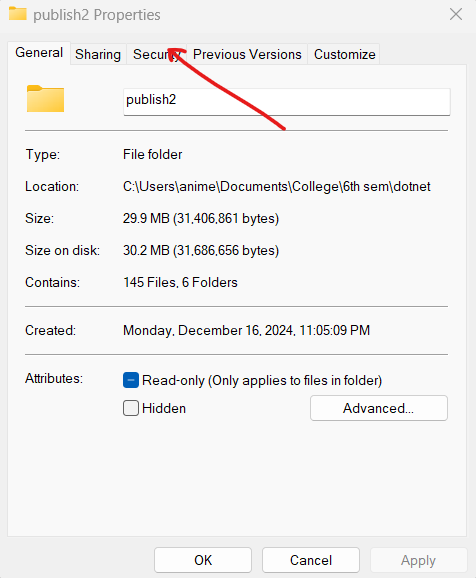 publish2 Properties
General Sharing Security Previous Versions Customize
publish2
Type: File folder
Location: C:\Users\anime\Documents\College\6th sem\dotnet
Size: 29.9 MB (31,406,861 bytes)
Size on disk: 30.2 MB (31,686,656 bytes)
Contains: 145 Files, 6 Folders
Created: Monday, December 16, 2024, 11:05:09 PM
Attributes: Read-only (Only applies to files in folder)
Hidden Advanced...
OK Cancel Apply